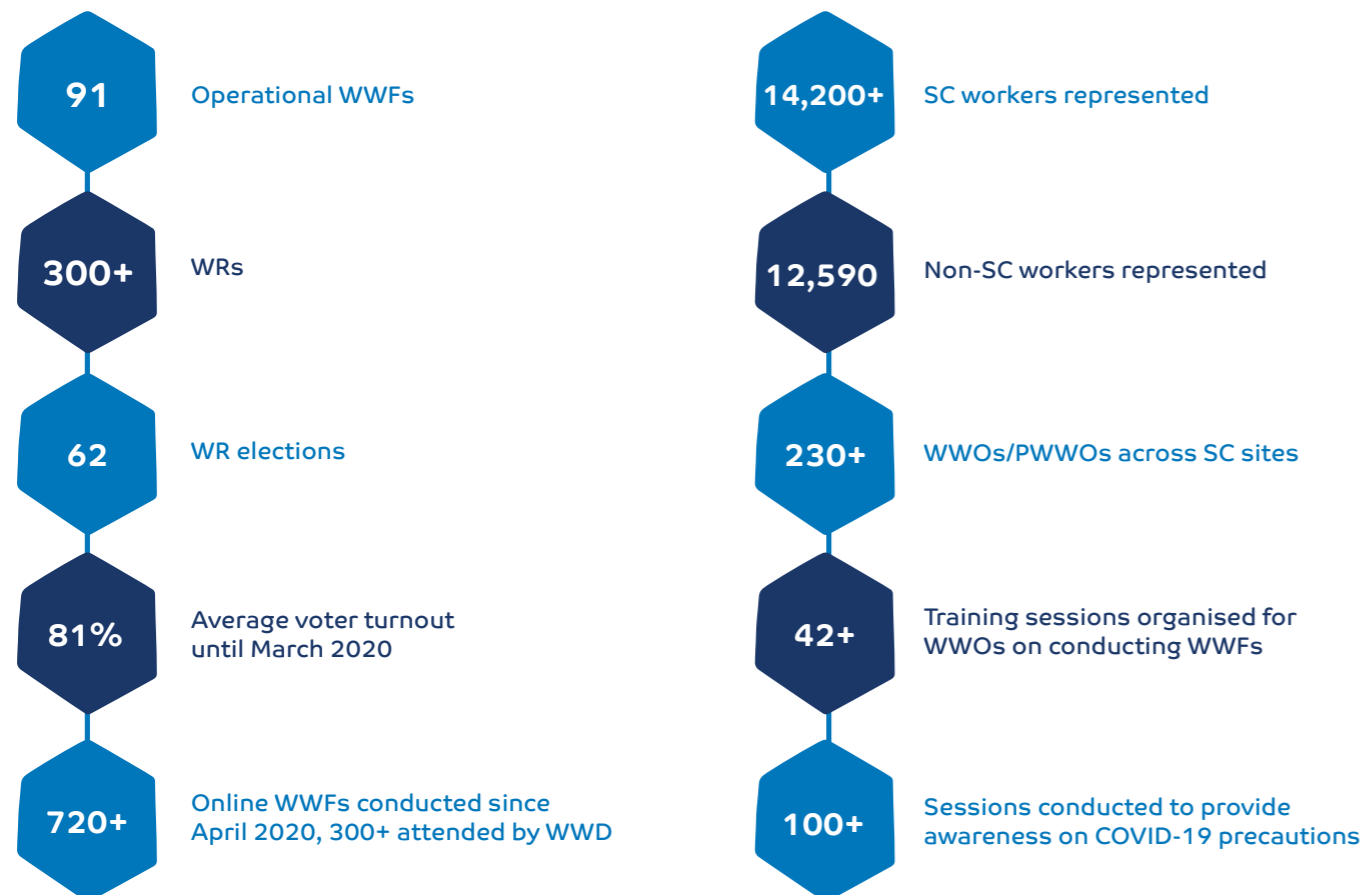 91
Operational WWFs
300+
WRs
62
WR elections
81%
Average voter turnout
until March 2020
720+
Online WWFs conducted since
April 2020, 300+ attended by WWD
14,200+
SC workers represented
12,590
Non-SC workers represented
230+
WWOs/PWWOs across SC sites
42+
Training sessions organised for
WWOs on conducting WWFs
100+
Sessions conducted to provide
awareness on COVID-19 precautions